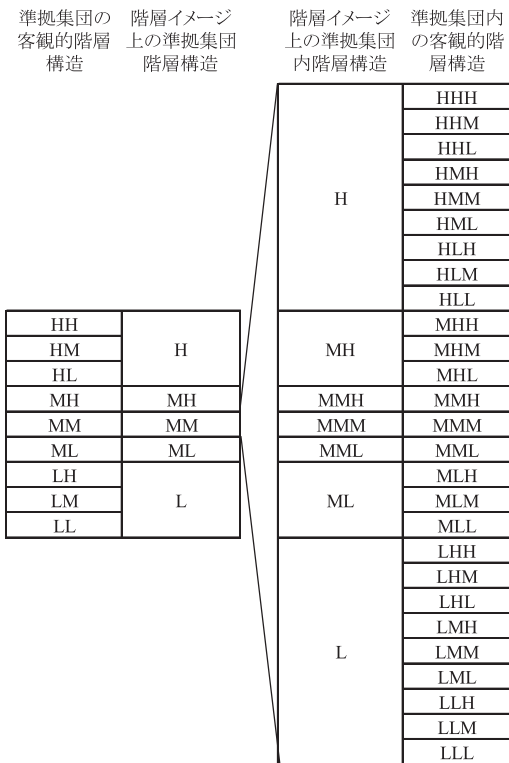 準拠集団の
客観的階層
構造
階層イメージ
上の準拠集団
階層構造
階層イメージ
上の準拠集団
内階層構造
準拠集団内
の客観的階
層構造
HH
HM
HL
MH
MM
ML
LH
LM
LL
H
MH
MM
ML
L
H
MH
MMH
MMM
MML
ML
L
HHH
HHM
HHL
HMH
HMM
HML
HLH
HLM
HLL
MHH
MHM
MHL
MMH
MMM
MML
MLH
MLM
MLL
LHH
LHM
LHL
LMH
LMM
LML
LLH
LLM
LLL